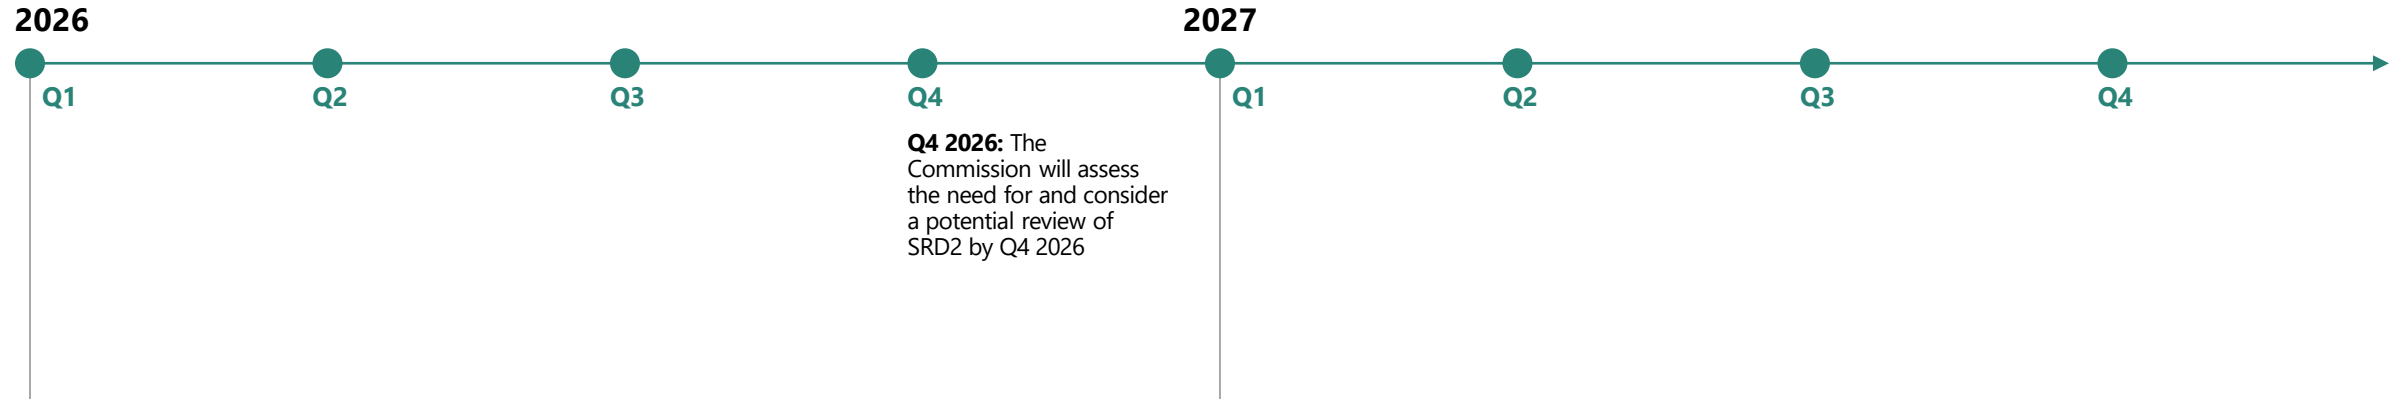 2026
2027
Q1
Q2
Q3
Q4
Q1
Q2
Q3
Q4
Q4 2026: The
Commission will assess
the need for and consider
a potential review of
SRD2 by Q4 2026